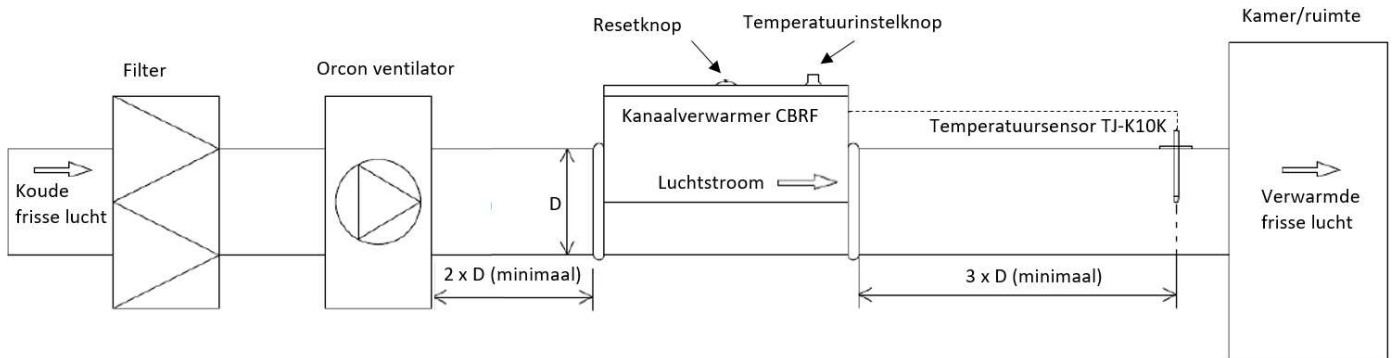 Kamer/ruimte
Resetknop
Temperatuurinstelknop
Filter
Orcon ventilator
Kanaalverwarmer CBRF
Temperatuursensor TJ-K10K
Koude
frisse lucht
D
Luchtstroom
Verwarmde
frisse lucht
2 x D (minimaal)
3 x D (minimaal)